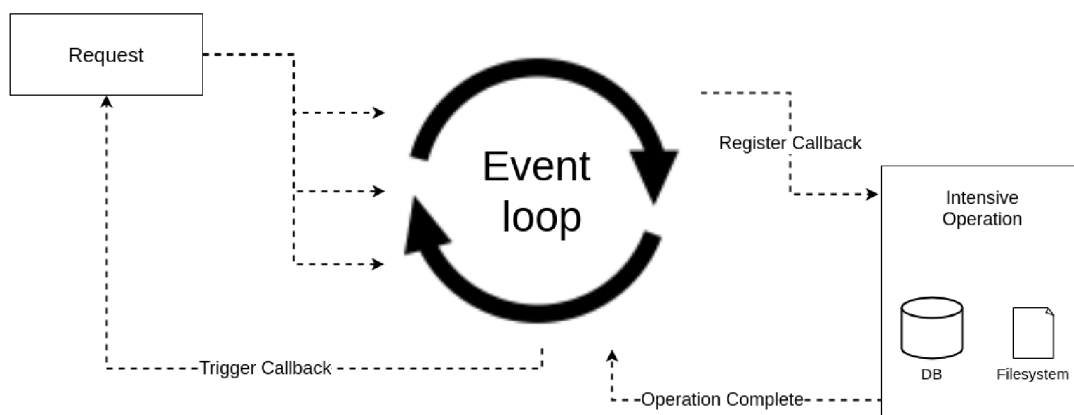 Request
Event
loop
Register Callback
Intensive
Operation
DB
Filesystem
Trigger Callback
Operation Complete